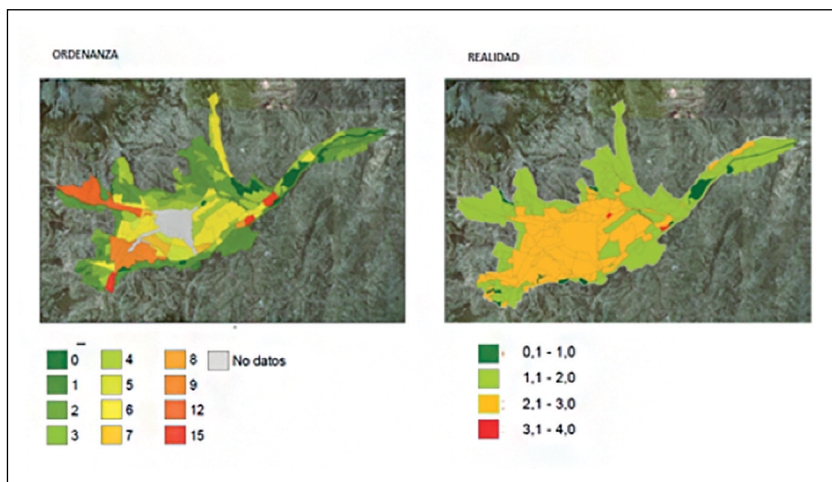 ORDENANZA
REALIDAD
0
1
2
3
4
5
6
7
8
9
12
15
No datos
0,1 - 1,0
1,1 - 2,0
2,1 - 3,0
3,1 - 4,0